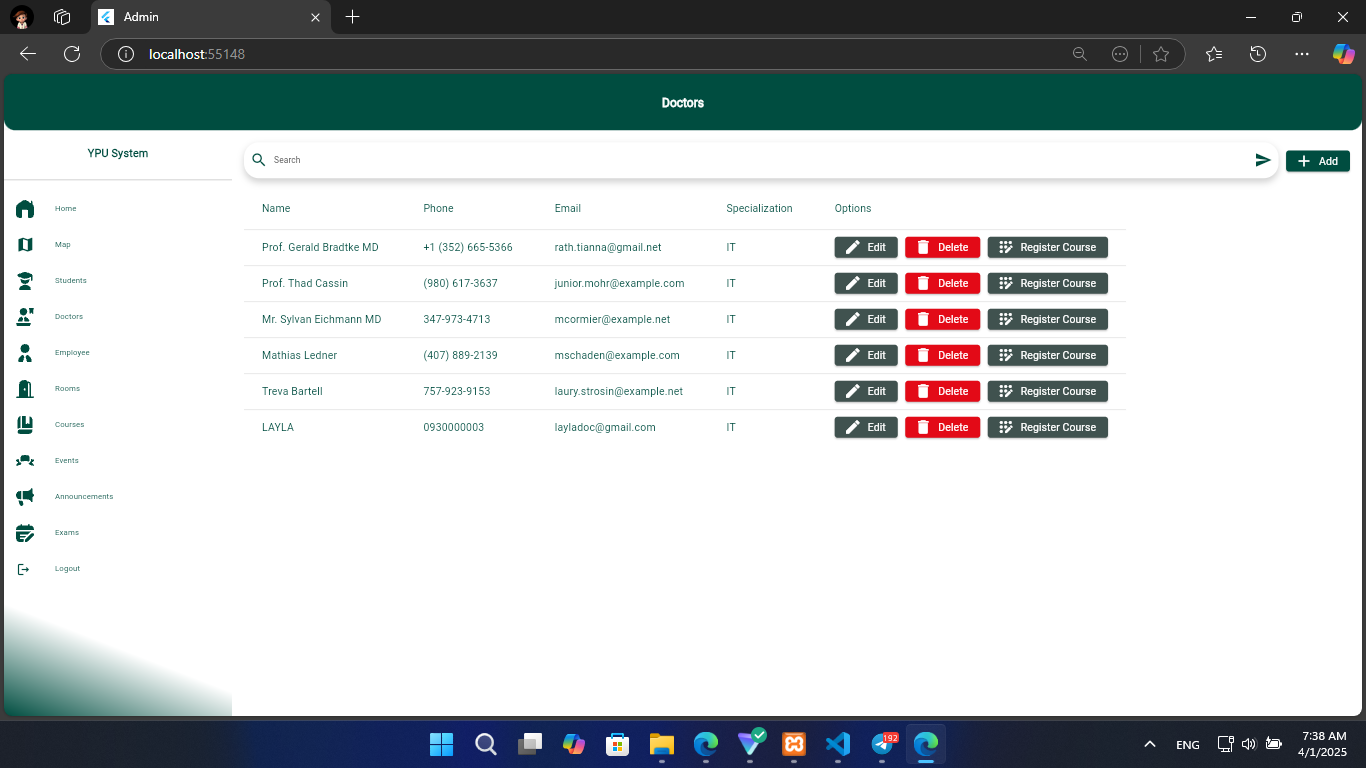 Admin
localhost:55148
Doctors
YPU System
Search
Add
Home
Map
Students
Doctors
Employee
Rooms
Courses
Events
Announcements
Exams
Logout
Name Phone Email Specialization Options
Prof. Gerald Bradtke MD +1 (352) 665-5366 rath.tianna@gmail.net IT Edit Delete Register Course
Prof. Thad Cassin (980) 617-3637 junior.mohr@example.com IT Edit Delete Register Course
Mr. Sylvan Eichmann MD 347-973-4713 mcormier@example.net IT Edit Delete Register Course
Mathias Ledner (407) 889-2139 mschaden@example.com IT Edit Delete Register Course
Treva Bartell 757-923-9153 laury.strosin@example.net IT Edit Delete Register Course
LAYLA 0930000003 layladoc@gmail.com IT Edit Delete Register Course
192
ENG
7:38 AM
4/1/2025